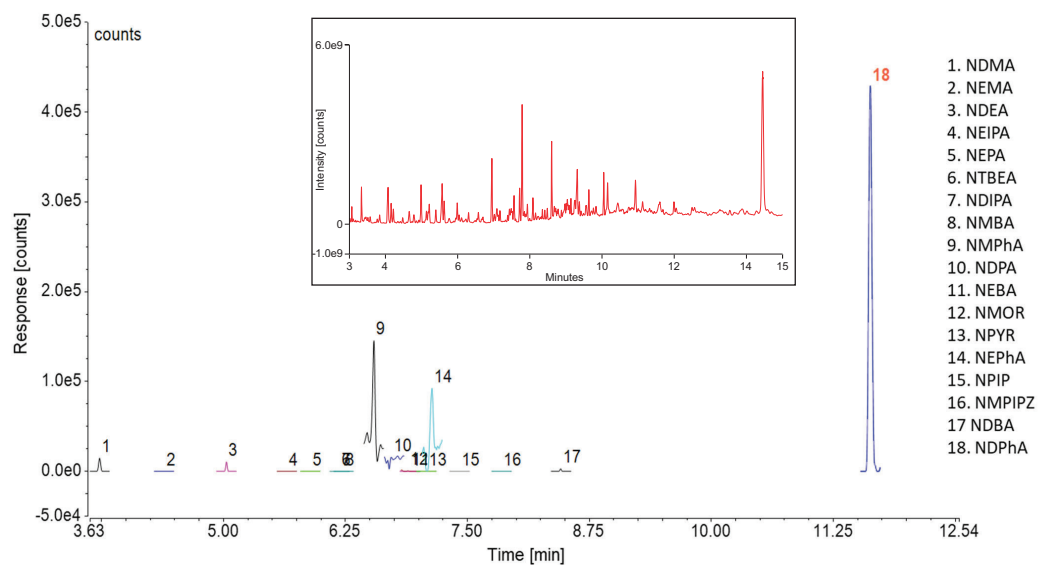 5.0e5
counts
4.0e5
3.0e5
2.0e5
1.0e5
0.0e0
-5.0e4
Response [counts]
3.63
5.00
6.25
7.50
8.75
10.00
11.25
12.54
Time [min]
1
2
3
4
5
8
9
10
14
13
15
16
17
18
6.0e9
0
-1.0e9
Intensity [counts]
3
4
6
8
10
12
14
15
Minutes
1. NDMA
2. NEMA
3. NDEA
4. NEIPA
5. NEPA
6. NTBEA
7. NDIPA
8. NMBA
9. NMPhA
10. NDPA
11. NEBA
12. NMOR
13. NPYR
14. NEPhA
15. NPIP
16. NMPIPZ
17 NDBA
18. NDPhA